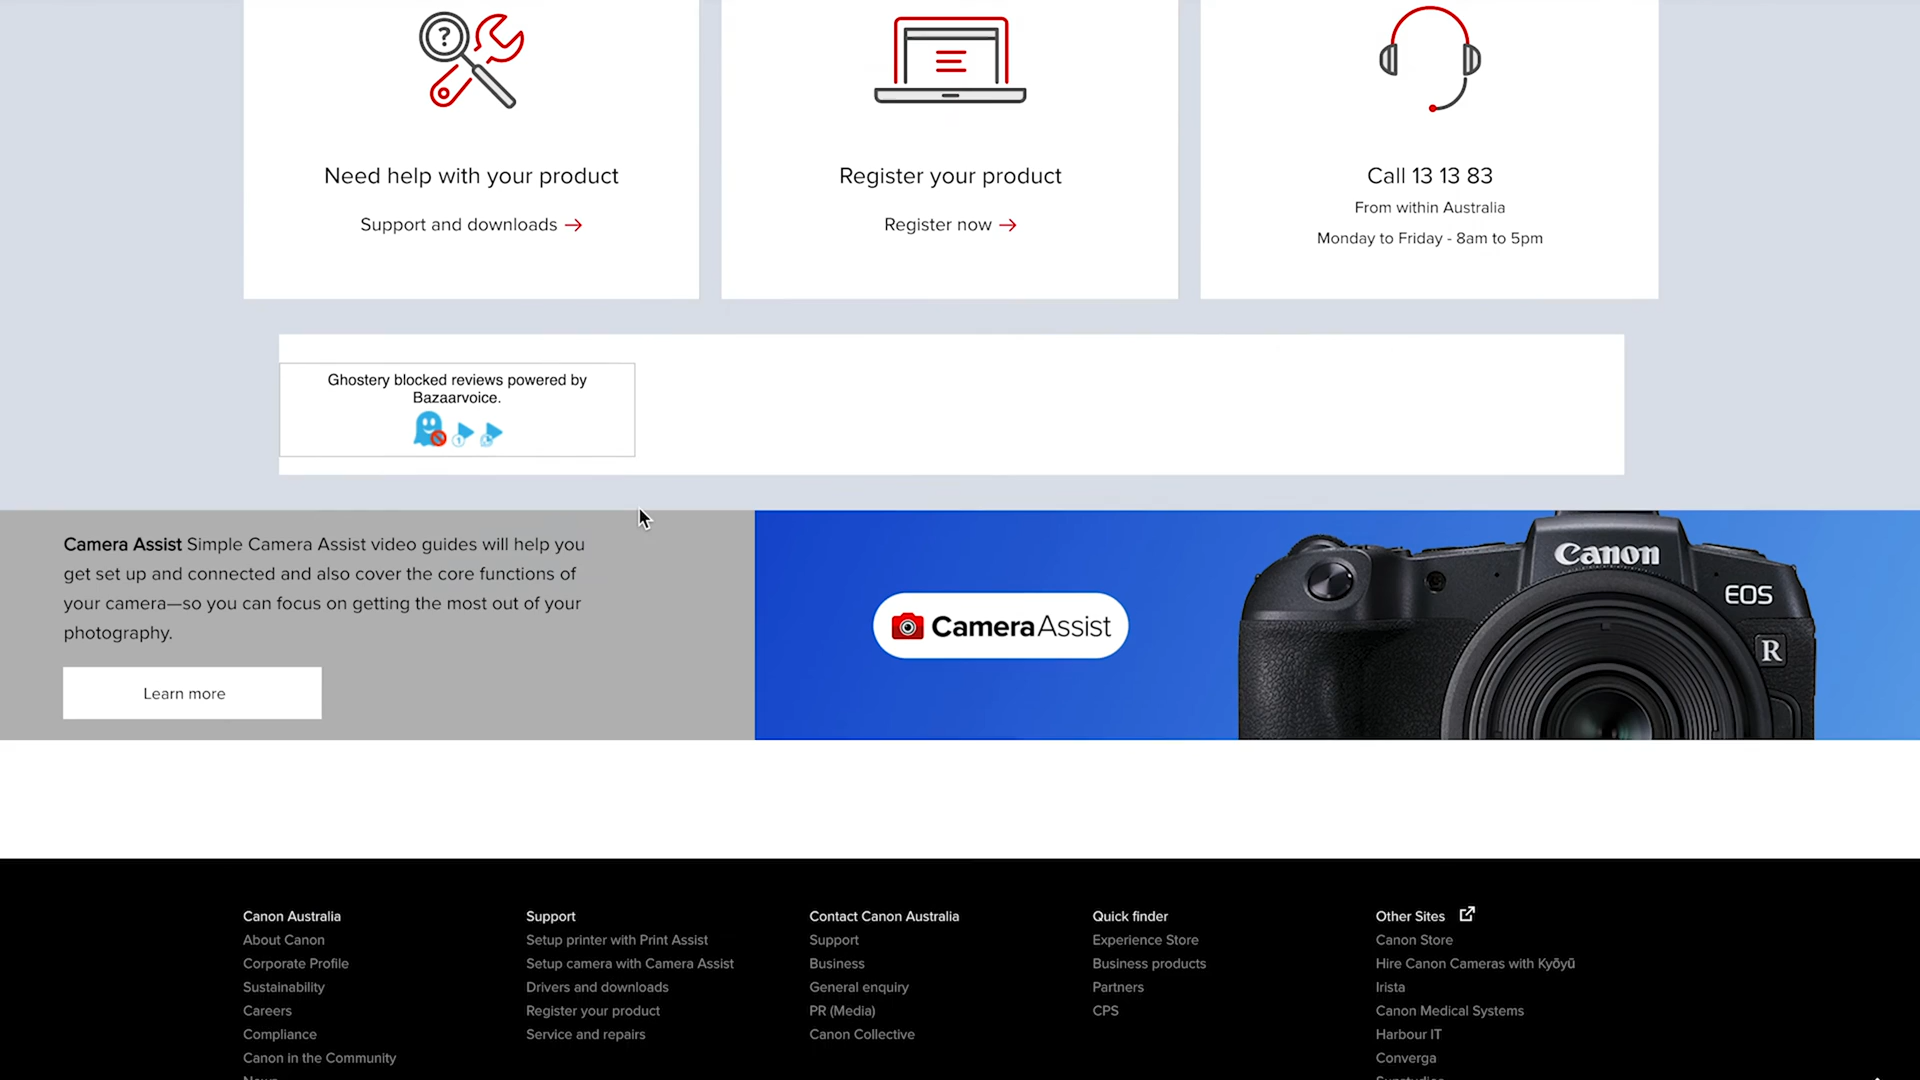 ?
Need help with your product
Support and downloads →
Register your product
Register now →
Call 13 13 83
From within Australia
Monday to Friday - 8am to 5pm
Ghostery blocked reviews powered by
Bazaarvoice.
Camera Assist Simple Camera Assist video guides will help you
get set up and connected and also cover the core functions of
your camera—so you can focus on getting the most out of your
photography.
Learn more
CameraAssist
Canon
EOS
R
Canon Australia
About Canon
Corporate Profile
Sustainability
Careers
Compliance
Canon in the Community
Support
Setup printer with Print Assist
Setup camera with Camera Assist
Drivers and downloads
Register your product
Service and repairs
Contact Canon Australia
Support
Business
General enquiry
PR (Media)
Canon Collective
Quick finder
Experience Store
Business products
Partners
CPS
Other Sites
Canon Store
Hire Canon Cameras with Kyōyū
Irista
Canon Medical Systems
Harbour IT
Converga